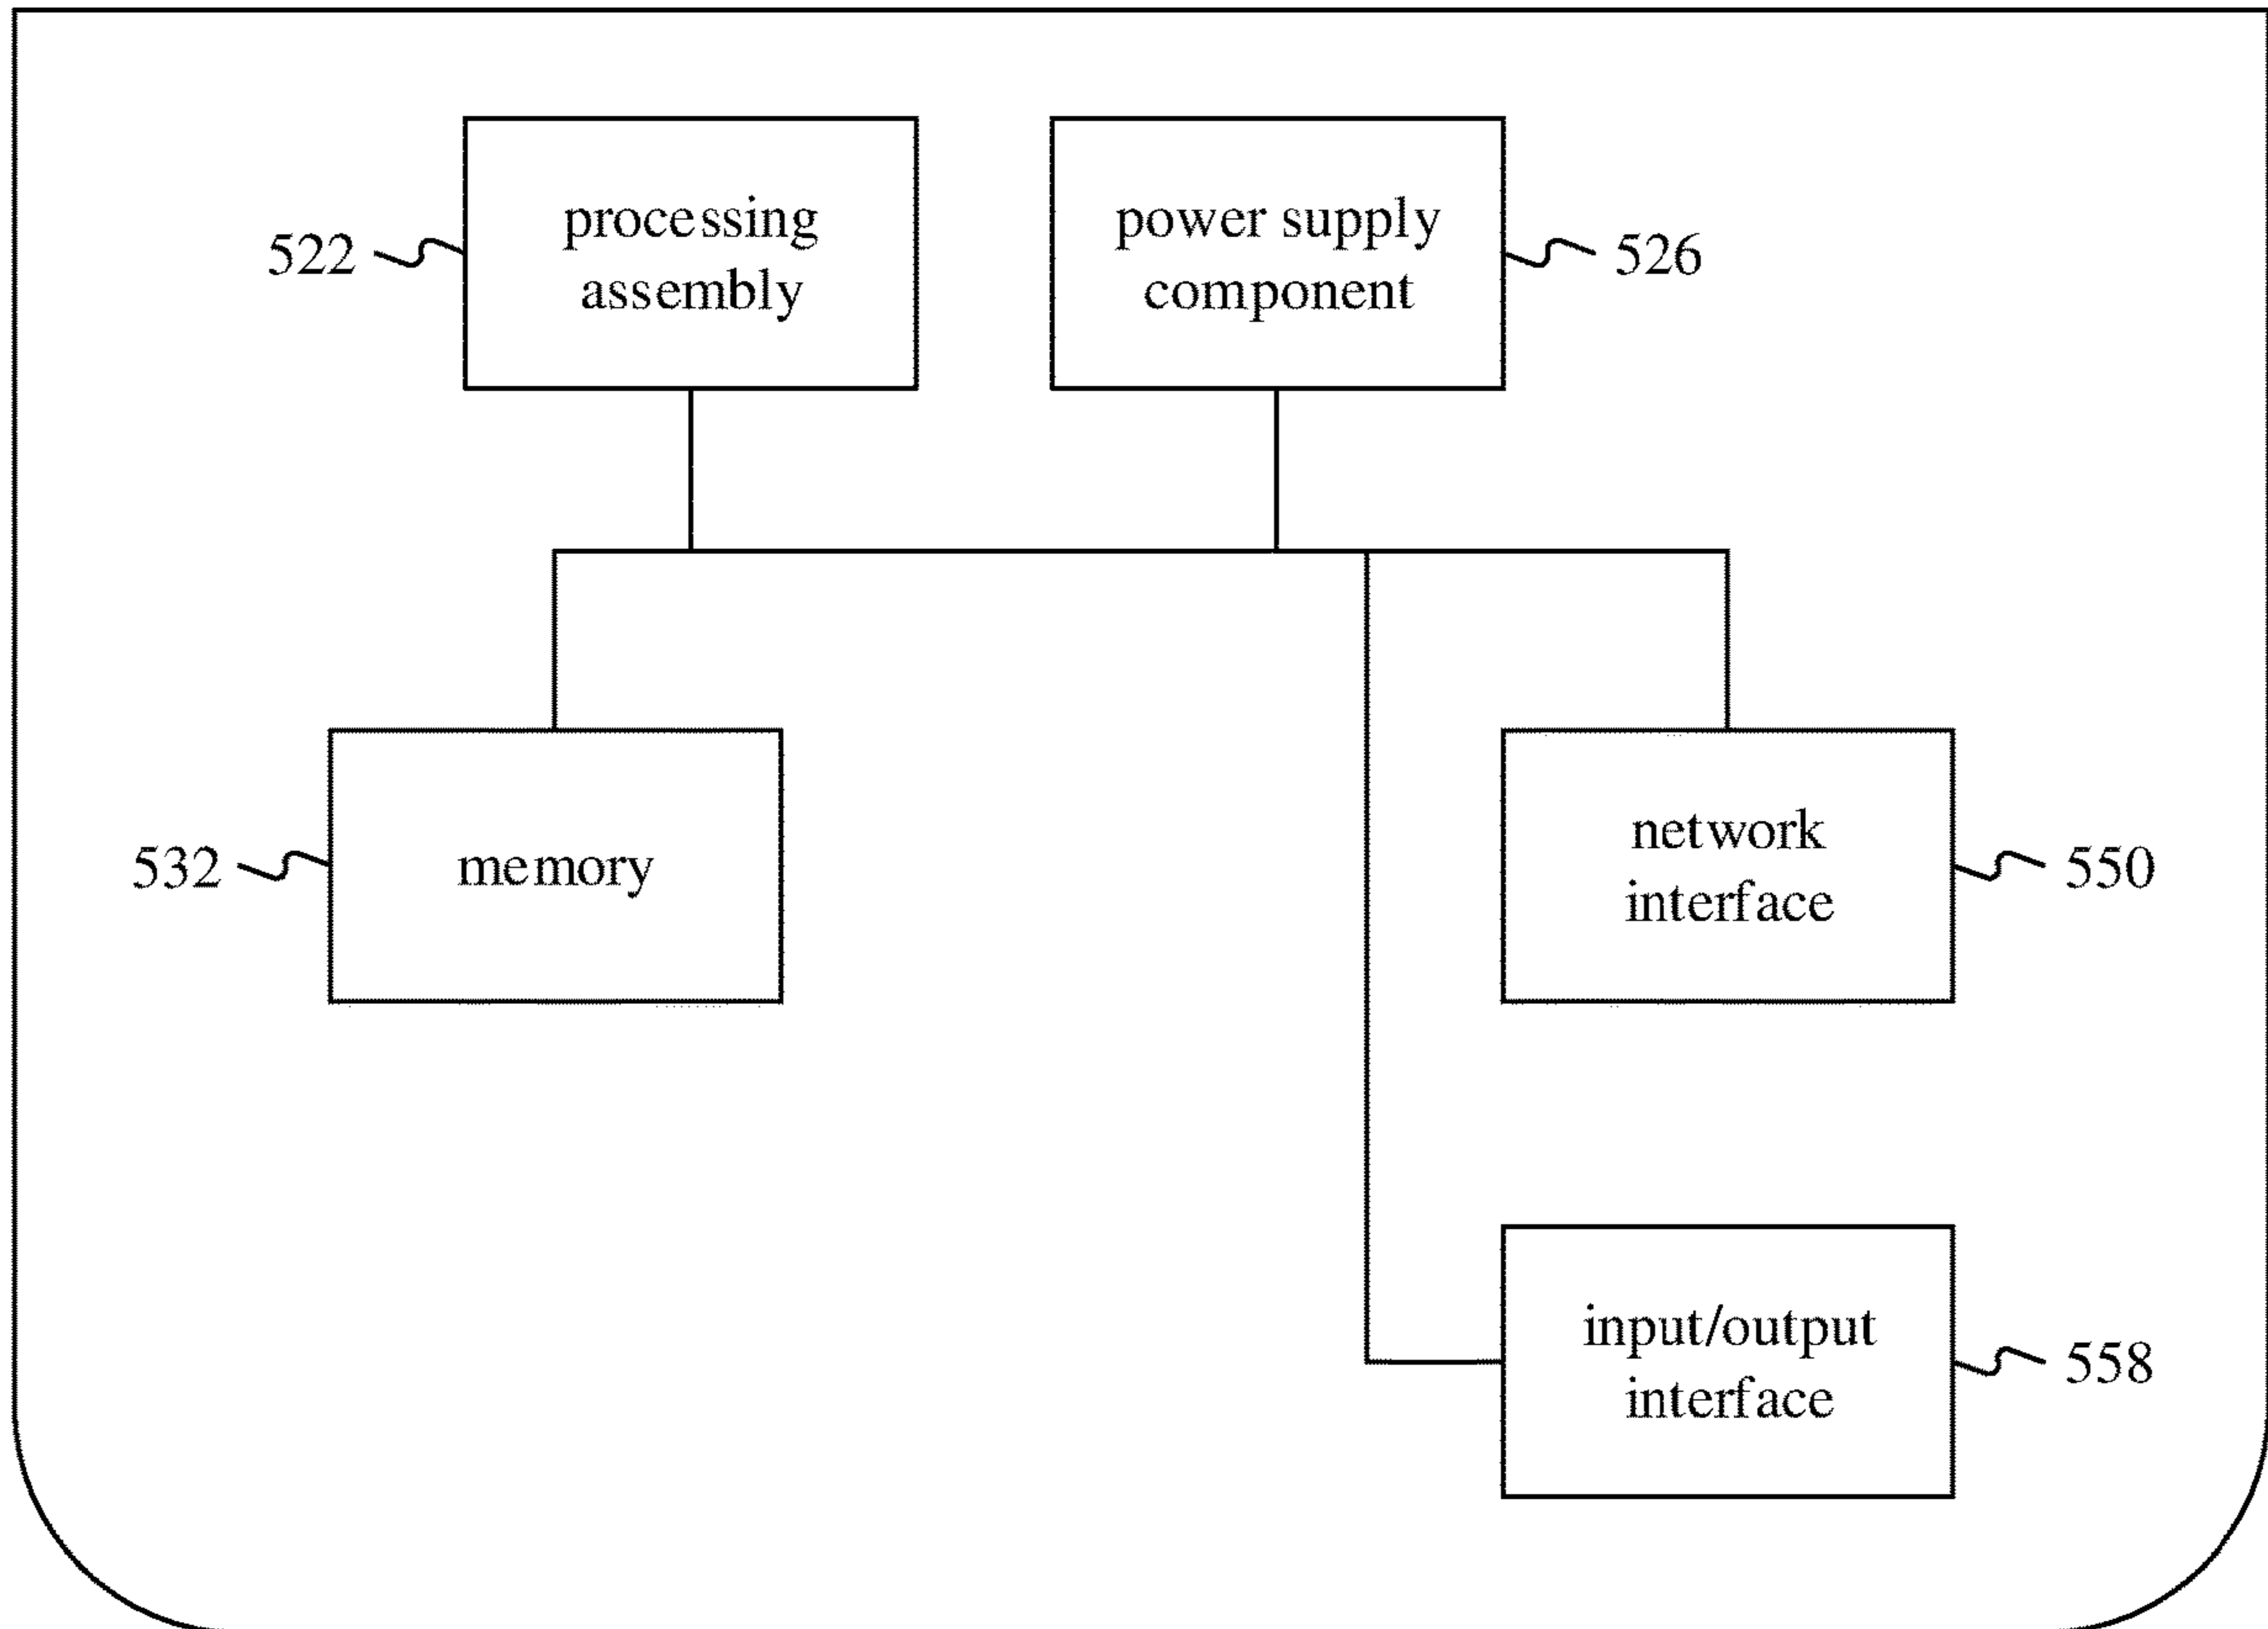 processing
assembly
522
power supply
component
526
memory
532
network
interface
550
input/output
interface
558